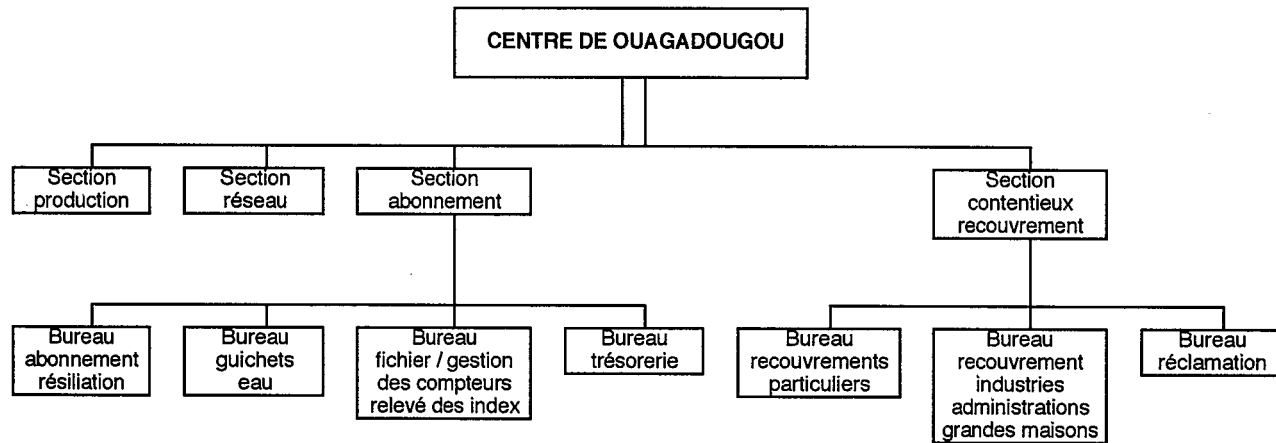 CENTRE DE OUAGADOUGOU
Section
production
Section
réseau
Section
abonnement
Section
contentieux
recouvrement
Bureau
abonnement
résiliation
Bureau
guichets
eau
Bureau
fichier / gestion
des compteurs
relevé des index
Bureau
trésorerie
Bureau
recouvrements
particuliers
Bureau
recouvrement
industries
administrations
grandes maisons
Bureau
réclamation